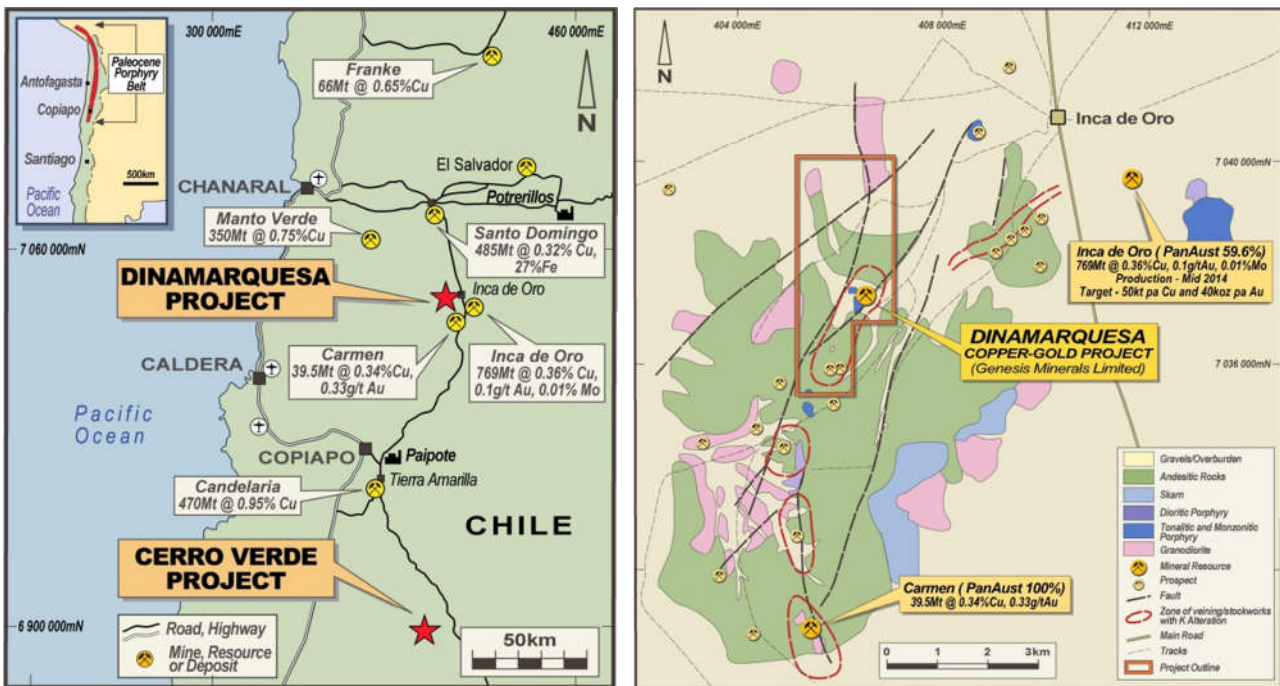 300 000mE
460 000mE
Antofagasta
Copiapo
Santiago
Pacific
Ocean
Paleocene
Porphyry
Belt
500km
Franke
66Mt @ 0.65%Cu
N
El Salvador
CHANARAL
Potrerillos
Manto Verde
350Mt @ 0.75%Cu
Santo Domingo
485Mt @ 0.32% Cu,
27%Fe
7 060 000mN
DINAMARQUESA
PROJECT
Inca de Oro
CALDERA
Carmen
39.5Mt @ 0.34%Cu,
0.33g/t Au
Inca de Oro
769Mt @ 0.36% Cu,
0.1g/t Au, 0.01% Mo
Pacific
Ocean
COPIAPO
Paipote
Tierra Amarilla
Candelaria
470Mt @ 0.95% Cu
CHILE
CERRO VERDE
PROJECT
6 900 000mN
Road, Highway
Mine, Resource
or Deposit
50km
404 000mE
408 000mE
412 000mE
N
Inca de Oro
7 040 000mN
Inca de Oro ( PanAust 59.6%)
769Mt @ 0.36%Cu, 0.1g/tAu, 0.01%Mo
Production - Mid 2014
Target - 50kt pa Cu and 40koz pa Au
DINAMARQUESA
COPPER-GOLD PROJECT
(Genesis Minerals Limited)
7 036 000mN
Carmen ( PanAust 100%)
39.5Mt @ 0.34%Cu, 0.33g/tAu
0
1
2
3km
Gravels/Overburden
Andesitic Rocks
Skarn
Dioritic Porphyry
Tonalitic and Monzonitic
Porphyry
Granodiorite
Mineral Resource
Prospect
Fault
Zone of veining/stockworks
with K Alteration
Main Road
Tracks
Project Outline